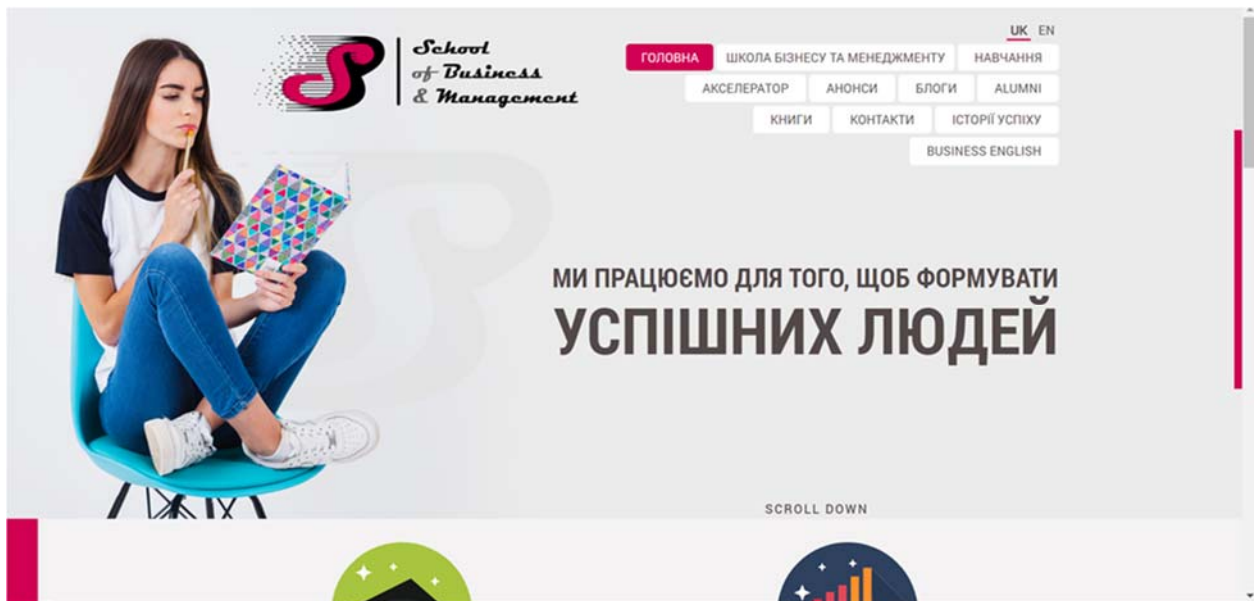 School
of Business
& Management
UK EN
ГОЛОВНА ШКОЛА БІЗНЕСУ ТА МЕНЕДЖМЕНТУ НАВЧАННЯ
АКСЕЛЕРАТОР АНОНСИ БЛОГИ ALUMNI
КНИГИ КОНТАКТИ ІСТОРІЇ УСПІХУ
BUSINESS ENGLISH
МИ ПРАЦЮЄМО ДЛЯ ТОГО, ЩОБ ФОРМУВАТИ
УСПІШНИХ ЛЮДЕЙ
SCROLL DOWN